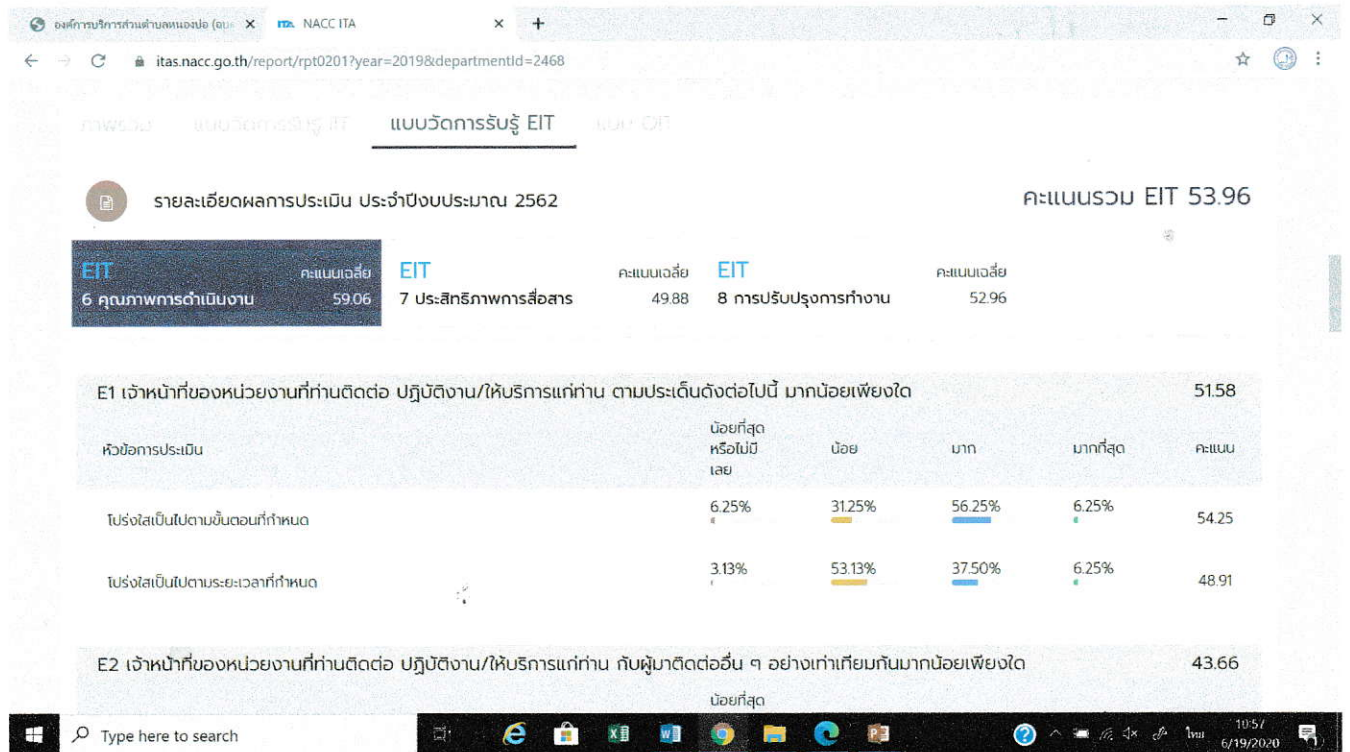 องค์การบริหารส่วนตำบลหนองปอ (อบ NACC ITA
itas.nacc.go.th/report/rpt0201?year=2019&departmentId=2468
ภาพรวม แบบวัดการรับรู้ IIT แบบวัดการรับรู้ EIT แบบ OIT
รายละเอียดผลการประเมิน ประจำปีงบประมาณ 2562 คะแนนรวม EIT 53.96
EIT คะแนนเฉลี่ย EIT คะแนนเฉลี่ย EIT คะแนนเฉลี่ย
6 คุณภาพการดำเนินงาน 59.06 7 ประสิทธิภาพการสื่อสาร 49.88 8 การปรับปรุงการทำงาน 52.96
E1 เจ้าหน้าที่ของหน่วยงานที่ท่านติดต่อ ปฏิบัติงาน/ให้บริการแก่ท่าน ตามประเด็นดังต่อไปนี้ มากน้อยเพียงใด 51.58
หัวข้อการประเมิน น้อยที่สุด หรือไม่มี เลย น้อย มาก มากที่สุด คะแนน
โปร่งใสเป็นไปตามขั้นตอนที่กำหนด 6.25% 31.25% 56.25% 6.25% 54.25
โปร่งใสเป็นไปตามระยะเวลาที่กำหนด 3.13% 53.13% 37.50% 6.25% 48.91
E2 เจ้าหน้าที่ของหน่วยงานที่ท่านติดต่อ ปฏิบัติงาน/ให้บริการแก่ท่าน กับผู้มาติดต่ออื่น ๆ อย่างเท่าเทียมกันมากน้อยเพียงใด 43.66
น้อยที่สุด
Type here to search ไทย 10:57
6/19/2020